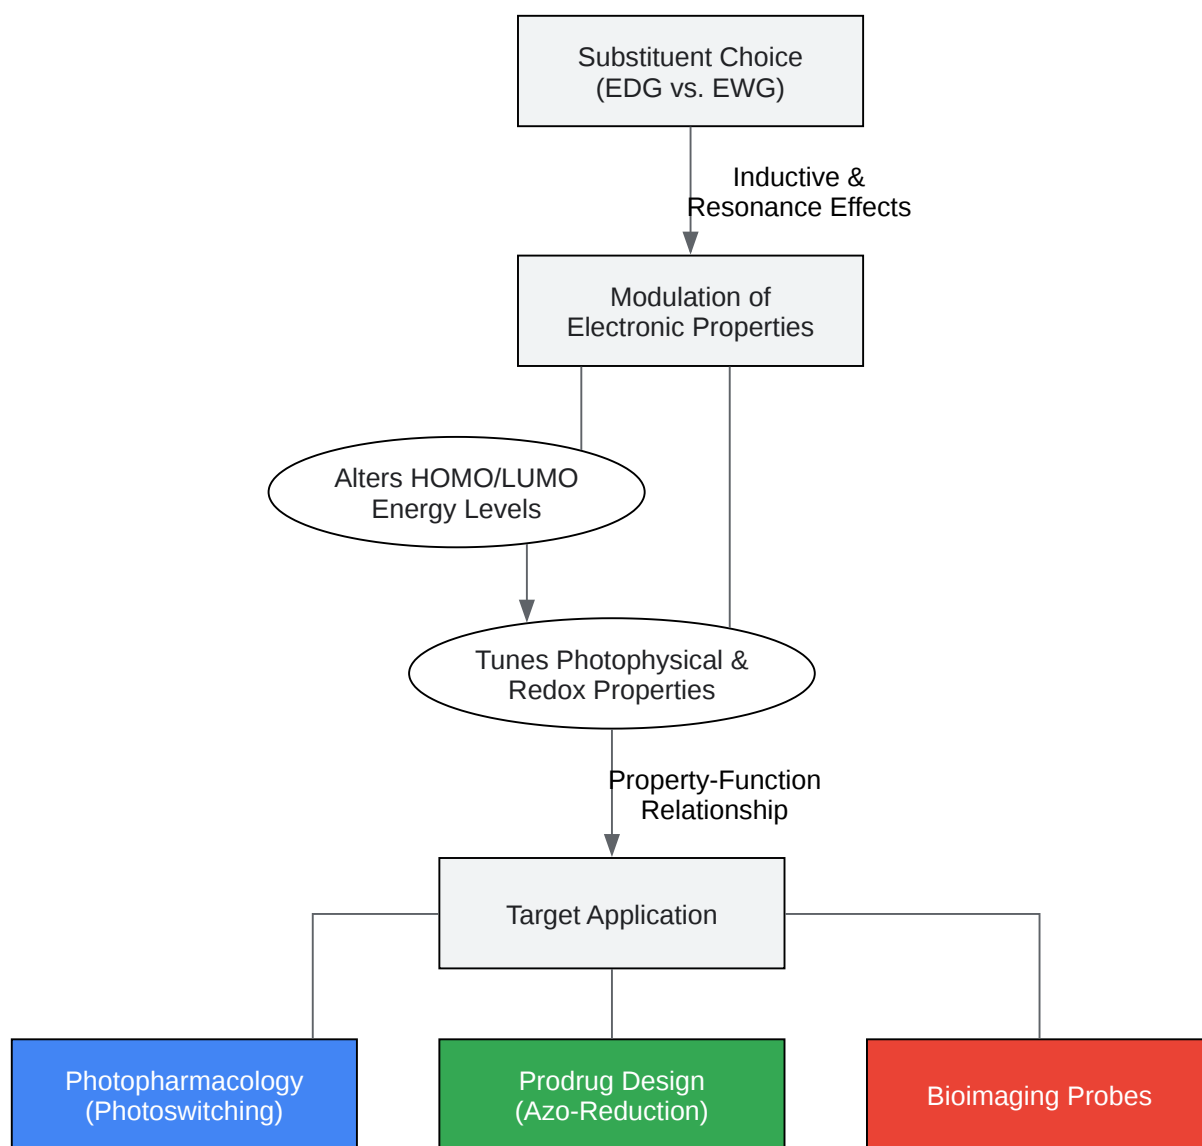 Substituent Choice
(EDG vs. EWG)
Inductive &
Resonance Effects
Modulation of
Electronic Properties
Alters HOMO/LUMO
Energy Levels
Tunes Photophysical &
Redox Properties
Property-Function
Relationship
Target Application
Photopharmacology
(Photoswitching)
Prodrug Design
(Azo-Reduction)
Bioimaging Probes